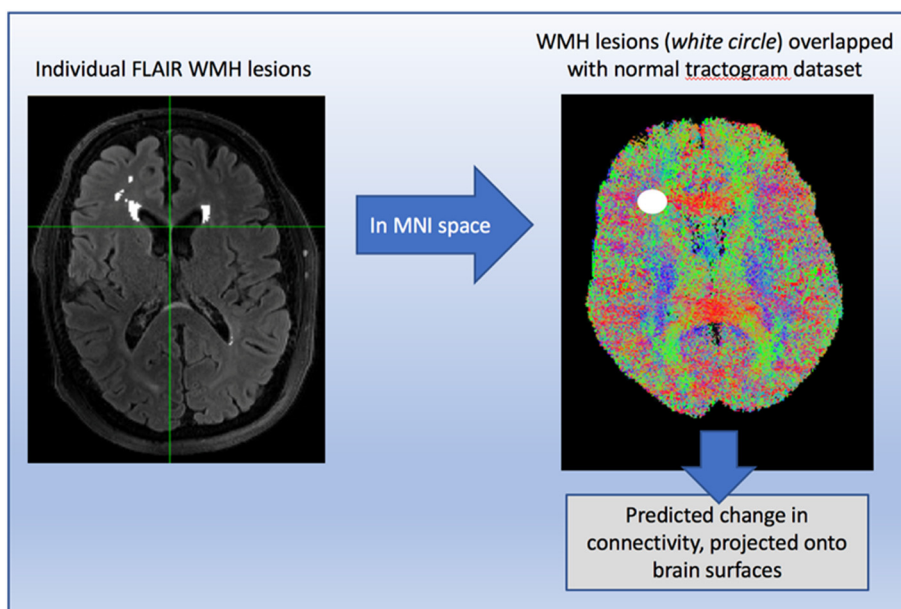 Individual FLAIR WMH lesions
WMH lesions (white circle) overlapped
with normal tractogram dataset
In MNI space
Predicted change in
connectivity, projected onto
brain surfaces